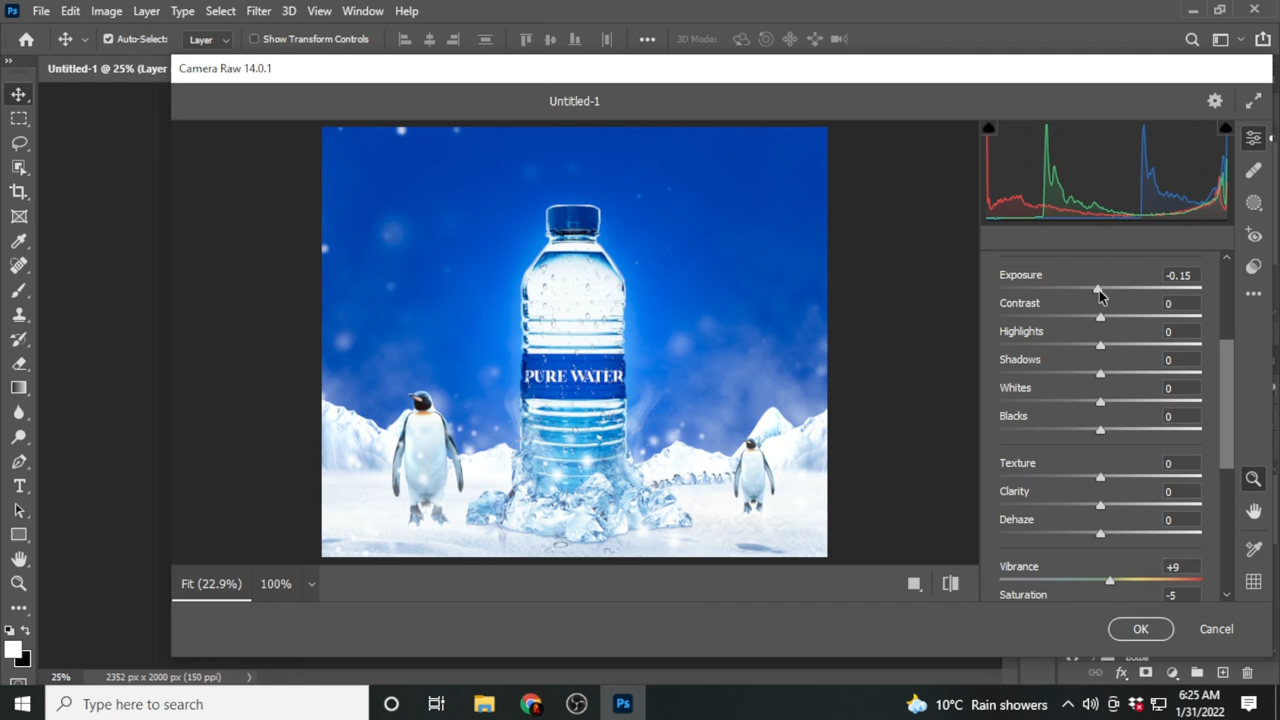 Ps File Edit Image Layer Type Select Filter 3D View Window Help
Auto-Select: Layer Show Transform Controls 3D Mode:
Untitled-1 @ 25% (Layer
Camera Raw 14.0.1
Untitled-1
PURE WATER
Exposure -0.15
Contrast 0
Highlights 0
Shadows 0
Whites 0
Blacks 0
Texture 0
Clarity 0
Dehaze 0
Vibrance +9
Saturation -5
Fit (22.9%) 100%
OK Cancel
25% 2352 px x 2000 px (150 ppi)
fx
Type here to search
Ps
10°C Rain showers
6:25 AM
1/31/2022